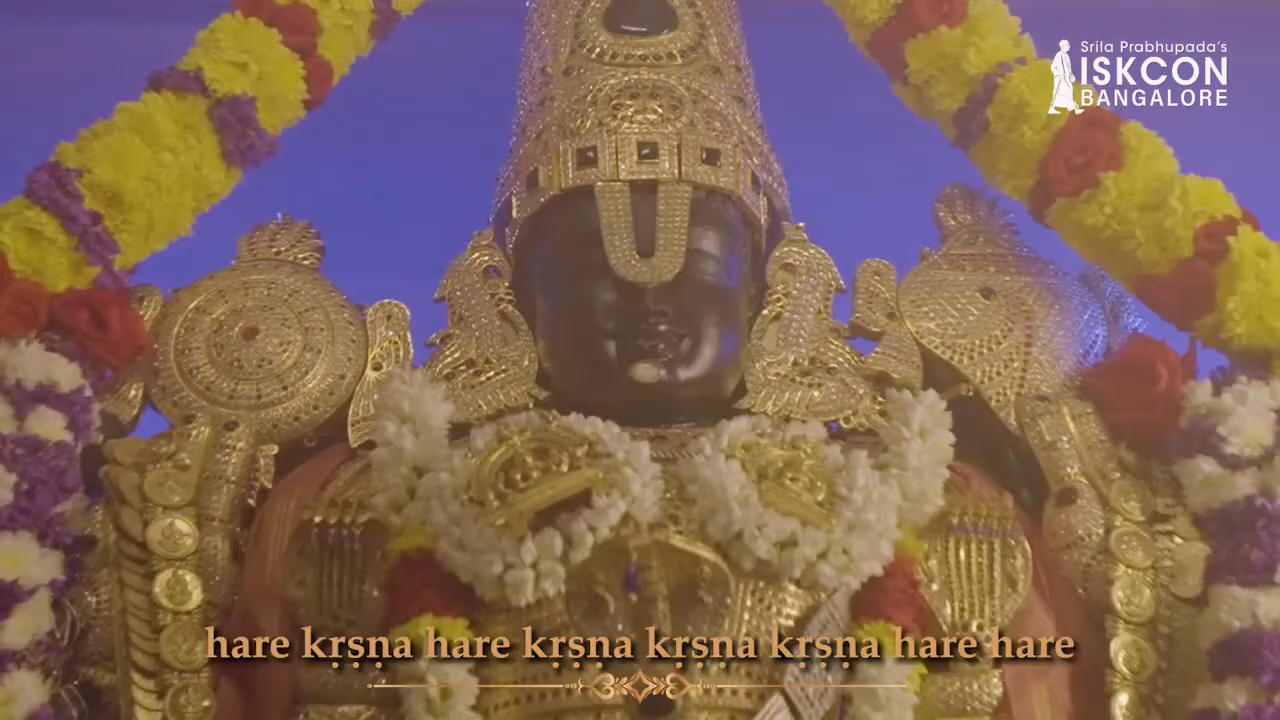 Srila Prabhupada's
ISKCON
BANGALORE
hare kṛṣṇa hare kṛṣṇa kṛṣṇa kṛṣṇa hare hare